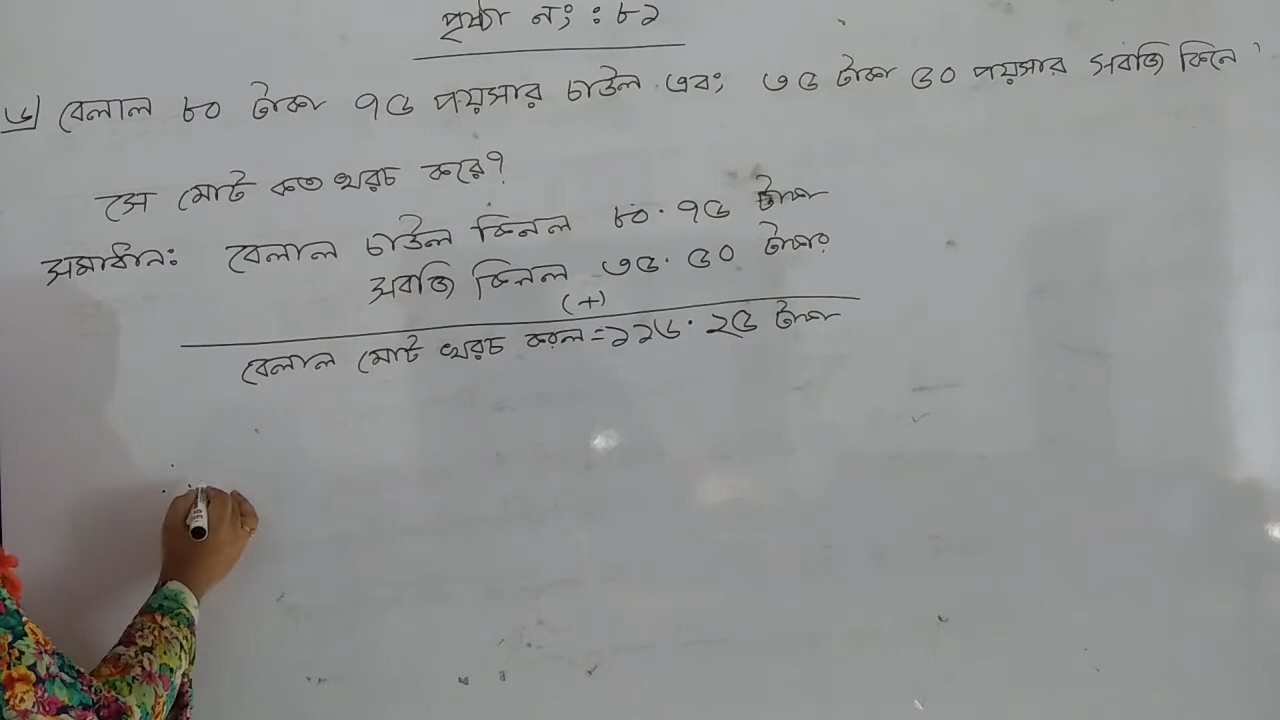 পৃষ্ঠা নং : ৮১
৬) বেলাল ৮০ টাকা ৭৫ পয়সার চাউল এবং ৩৫ টাকা ৫০ পয়সার সবজি কিনে।
সে মোট কত খরচ করে?
সমাধান: বেলাল চাউল কিনল ৮০.৭৫ টাকা
সবজি কিনল ৩৫.৫০ টাকার
(+)
বেলাল মোট খরচ করল = ১১৬.২৫ টাকা